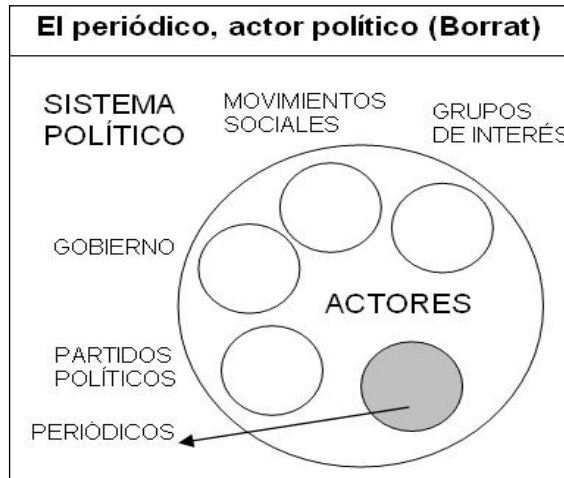 El periódico, actor político (Borrat)
SISTEMA
POLÍTICO
MOVIMIENTOS
SOCIALES
GRUPOS
DE INTERÉS
GOBIERNO
ACTORES
PARTIDOS
POLÍTICOS
PERIÓDICOS